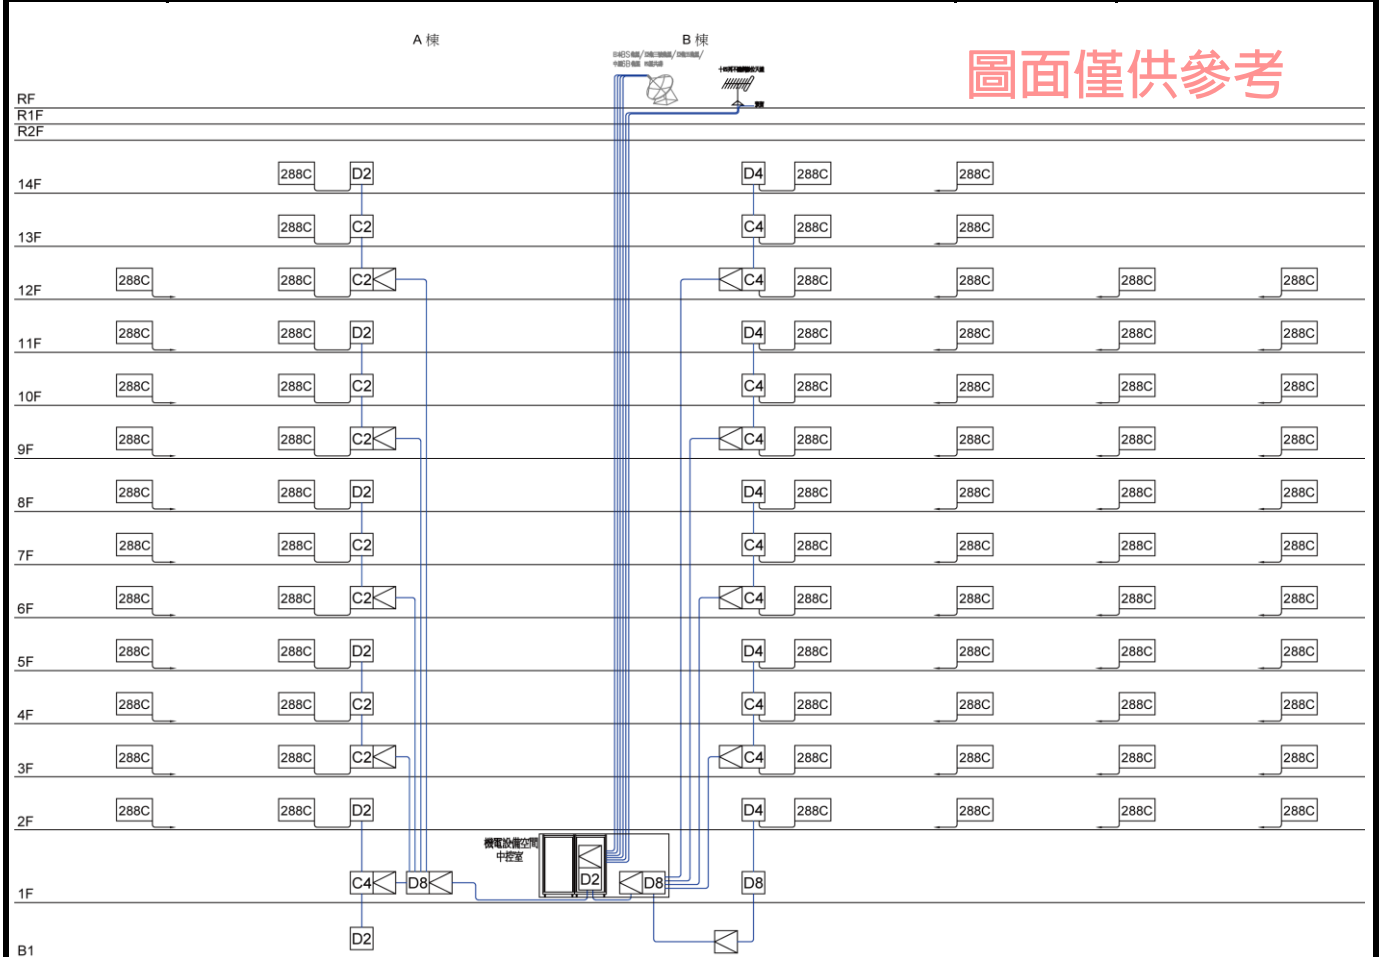 A 棟
B 棟
圖面僅供參考
RF
R1F
R2F
288C D2 D4 288C 288C
14F
288C C2 C4 288C 288C
13F
288C 288C C2 C4 288C 288C 288C 288C
12F
288C 288C D2 D4 288C 288C 288C 288C
11F
288C 288C C2 C4 288C 288C 288C 288C
10F
288C 288C C2 C4 288C 288C 288C 288C
9F
288C 288C D2 D4 288C 288C 288C 288C
8F
288C 288C C2 C4 288C 288C 288C 288C
7F
288C 288C C2 C4 288C 288C 288C 288C
6F
288C 288C D2 D4 288C 288C 288C 288C
5F
288C 288C C2 C4 288C 288C 288C 288C
4F
288C 288C C2 C4 288C 288C 288C 288C
3F
288C 288C D2 D4 288C 288C 288C 288C
2F
機電設備空間
中控室
C4 D8 D2 D8 D8
1F
D2
B1